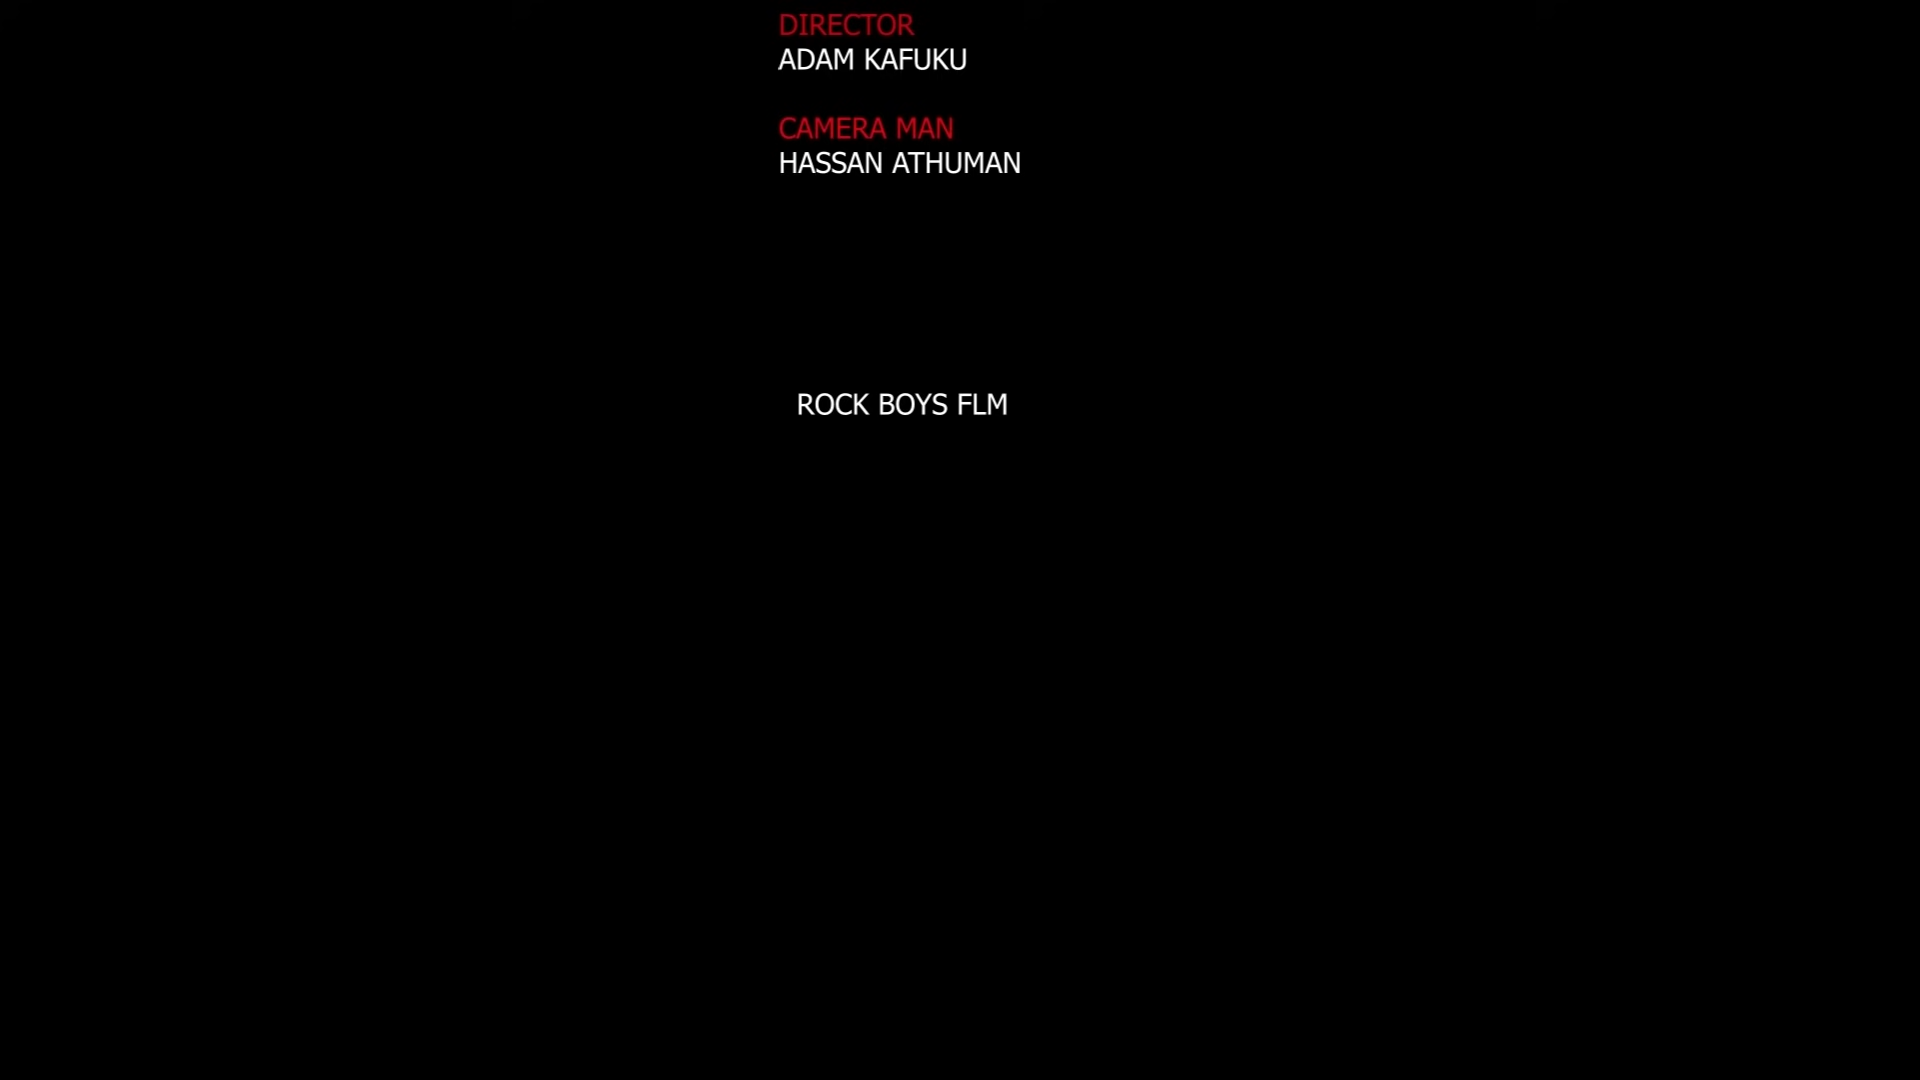 DIRECTOR
ADAM KAFUKU
CAMERA MAN
HASSAN ATHUMAN
ROCK BOYS FLM